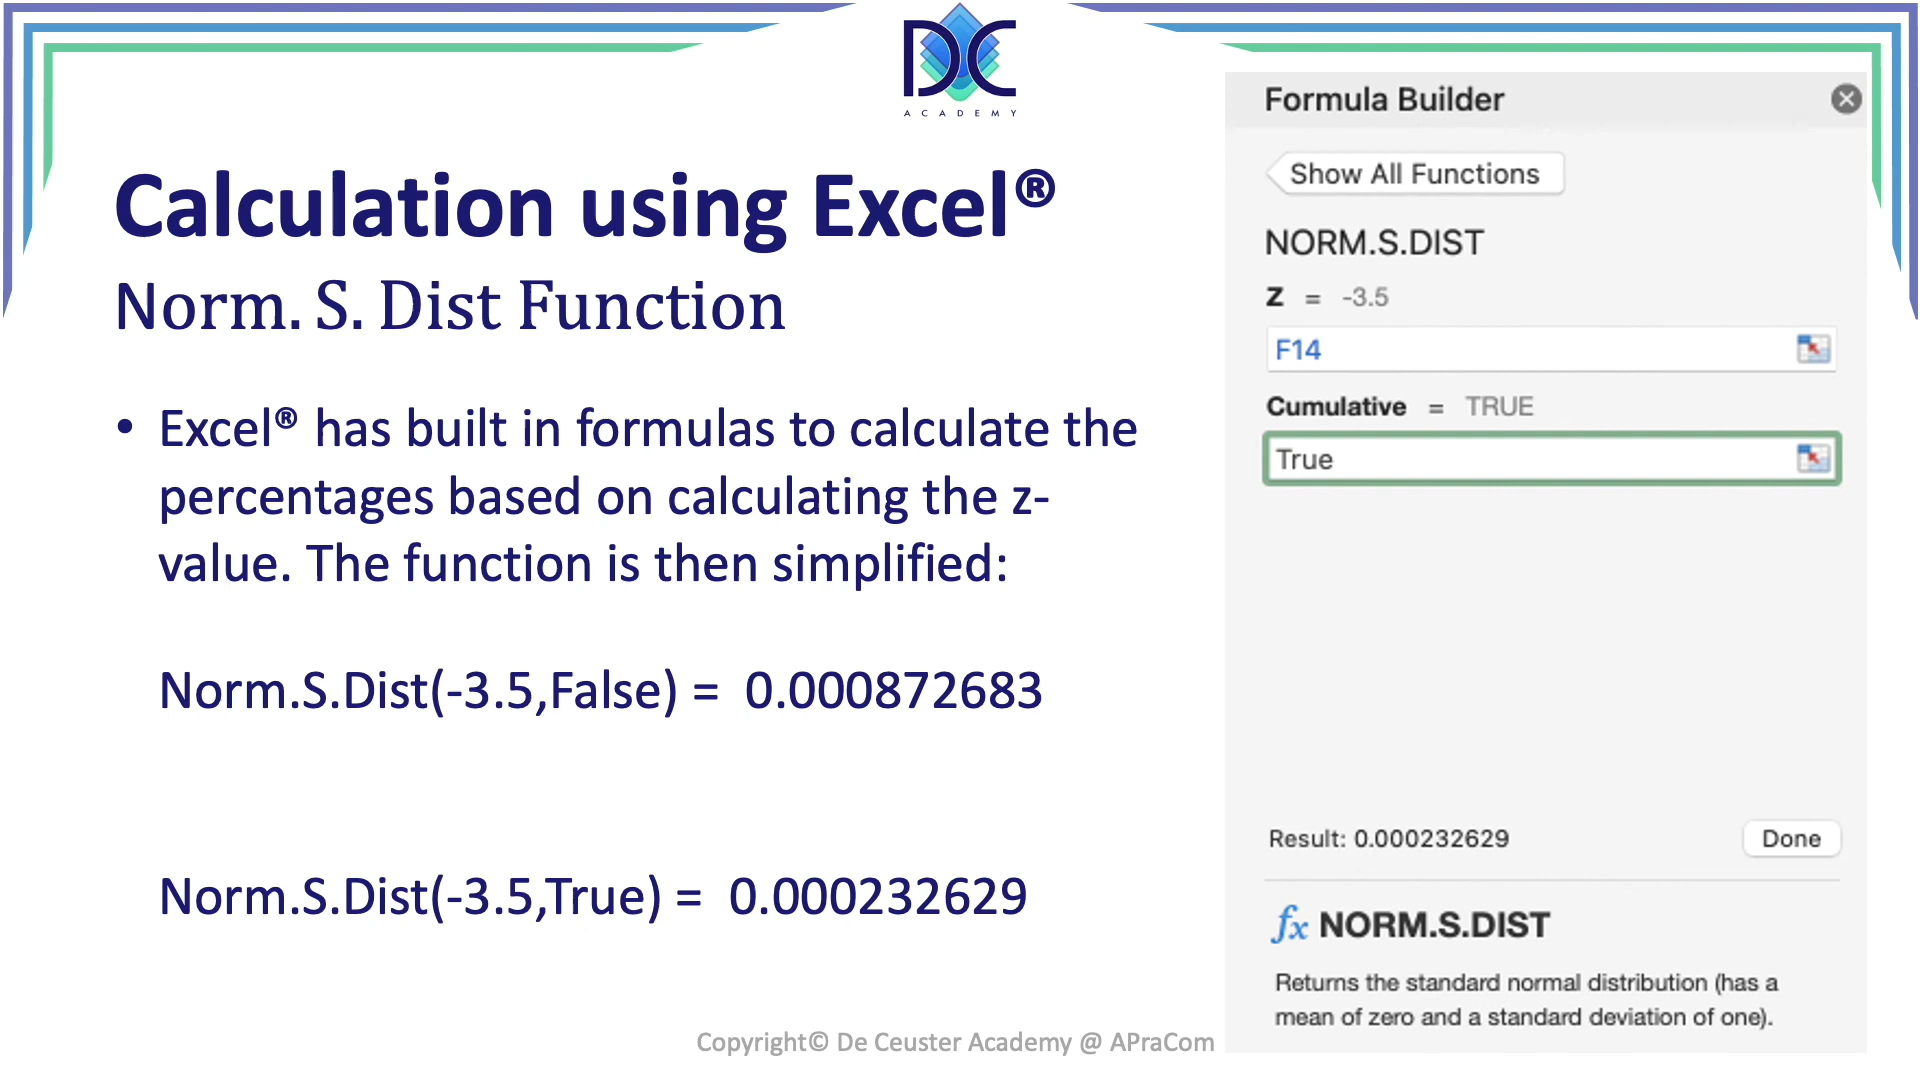 DC
ACADEMY
Calculation using Excel®
Norm. S. Dist Function
• Excel® has built in formulas to calculate the
percentages based on calculating the z-
value. The function is then simplified:
Norm.S.Dist(-3.5,False) = 0.000872683
Norm.S.Dist(-3.5,True) = 0.000232629
Formula Builder
Show All Functions
NORM.S.DIST
Z = -3.5
F14
Cumulative = TRUE
True
Result: 0.000232629
Done
fx NORM.S.DIST
Returns the standard normal distribution (has a
mean of zero and a standard deviation of one).
Copyright© De Ceuster Academy @ APraCom